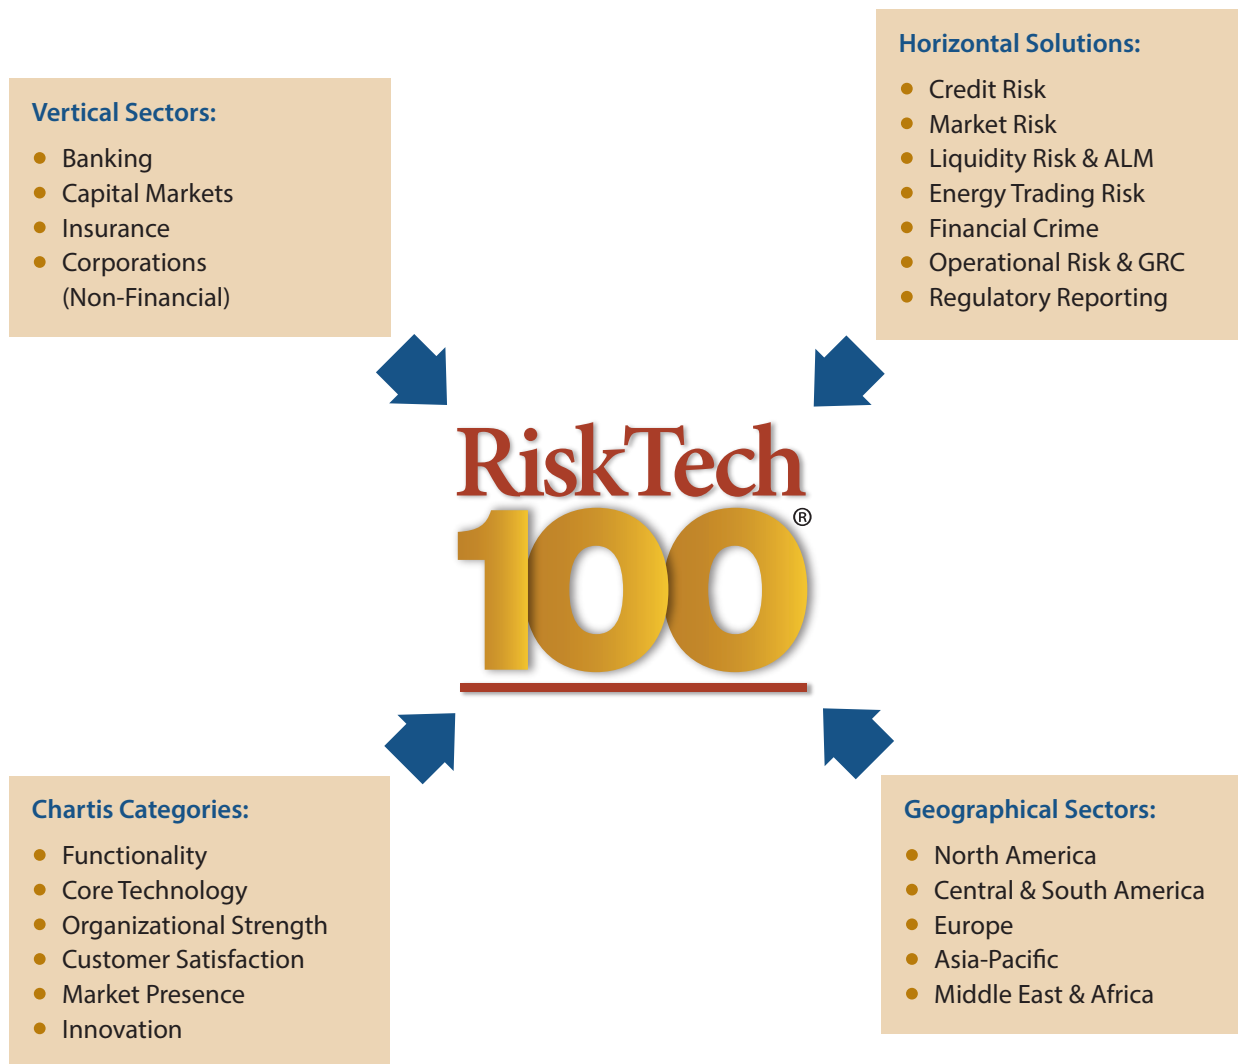 Vertical Sectors:
• Banking
• Capital Markets
• Insurance
• Corporations
(Non-Financial)
Horizontal Solutions:
• Credit Risk
• Market Risk
• Liquidity Risk & ALM
• Energy Trading Risk
• Financial Crime
• Operational Risk & GRC
• Regulatory Reporting
RiskTech
100®
Chartis Categories:
• Functionality
• Core Technology
• Organizational Strength
• Customer Satisfaction
• Market Presence
• Innovation
Geographical Sectors:
• North America
• Central & South America
• Europe
• Asia-Pacific
• Middle East & Africa